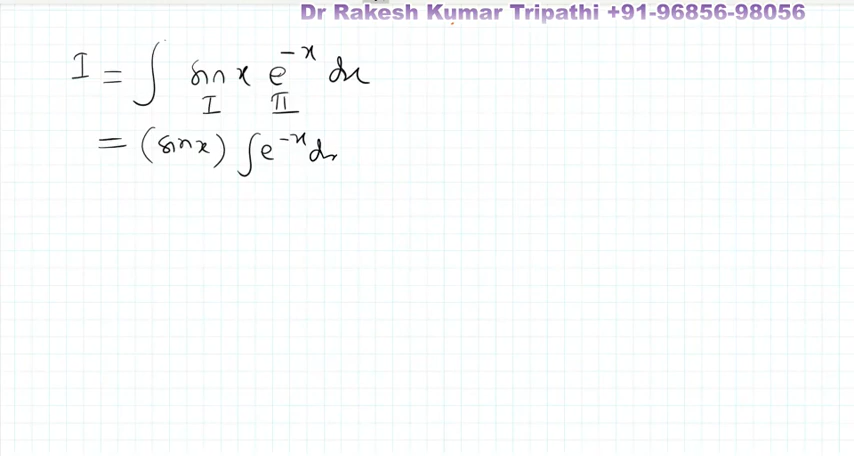 Dr Rakesh Kumar Tripathi +91-96856-98056
I = ∫ sin x e^{-x} dx
I II
= (sin x) ∫ e^{-x} dx